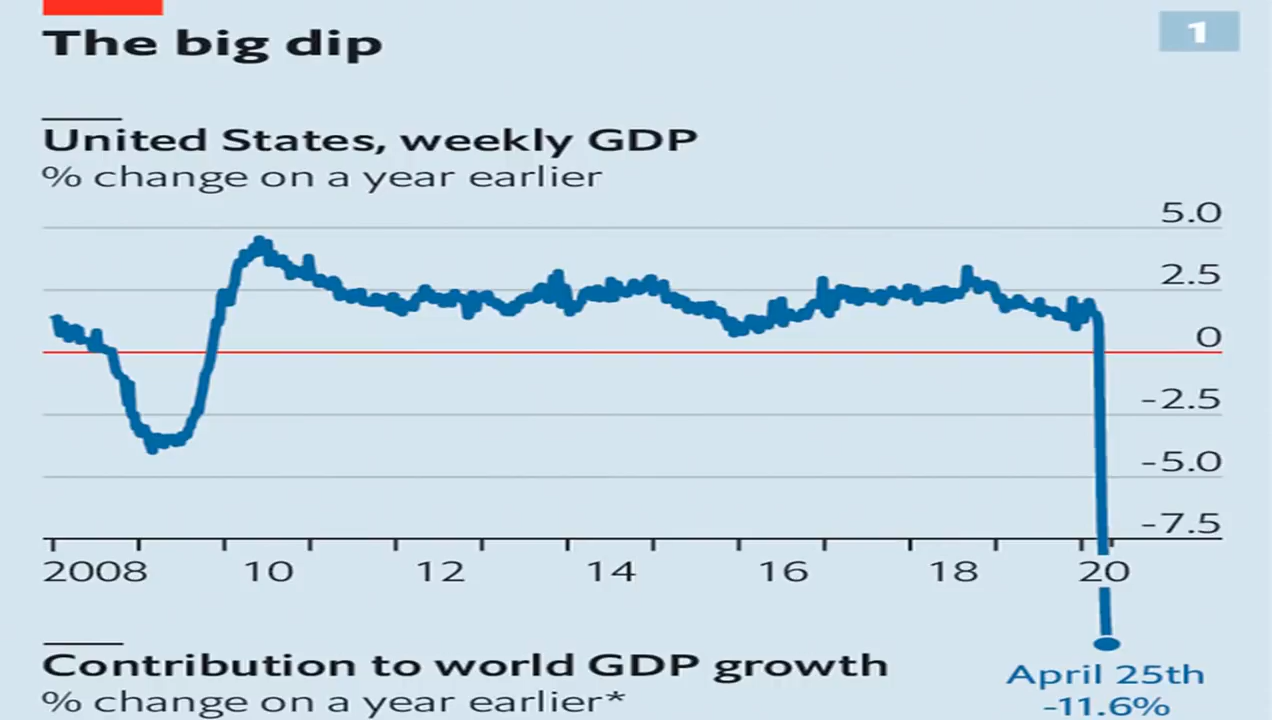 The big dip
1
United States, weekly GDP
% change on a year earlier
5.0
2.5
0
-2.5
-5.0
-7.5
2008 10 12 14 16 18 20
Contribution to world GDP growth
% change on a year earlier*
April 25th
-11.6%